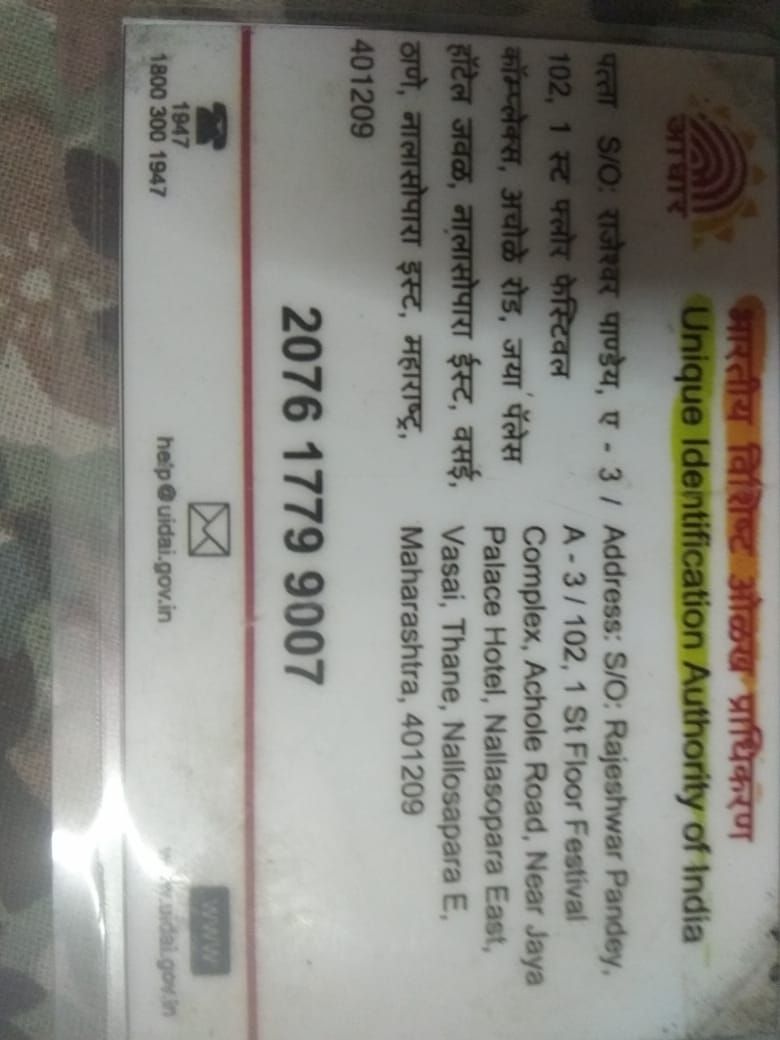 भारतीय विशिष्ट ओळख प्राधिकरण
Unique Identification Authority of India
आधार
पत्ता S/O: राजेश्वर पाण्डेय, ए - 3 /
102, 1 स्ट फ्लोर फेस्टिवल
कॉम्प्लेक्स, अचोळे रोड, जया पॅलेस
हॉटेल जवळ, नालासोपारा ईस्ट, वसई,
ठाणे, नालासोपारा इस्ट, महाराष्ट्र,
401209
Address: S/O: Rajeshwar Pandey,
A - 3 / 102, 1 St Floor Festival
Complex, Achole Road, Near Jaya
Palace Hotel, Nallasopara East,
Vasai, Thane, Nallosapara E,
Maharashtra, 401209
2076 1779 9007
1947
1800 300 1947
help@uidai.gov.in
www
www.uidai.gov.in